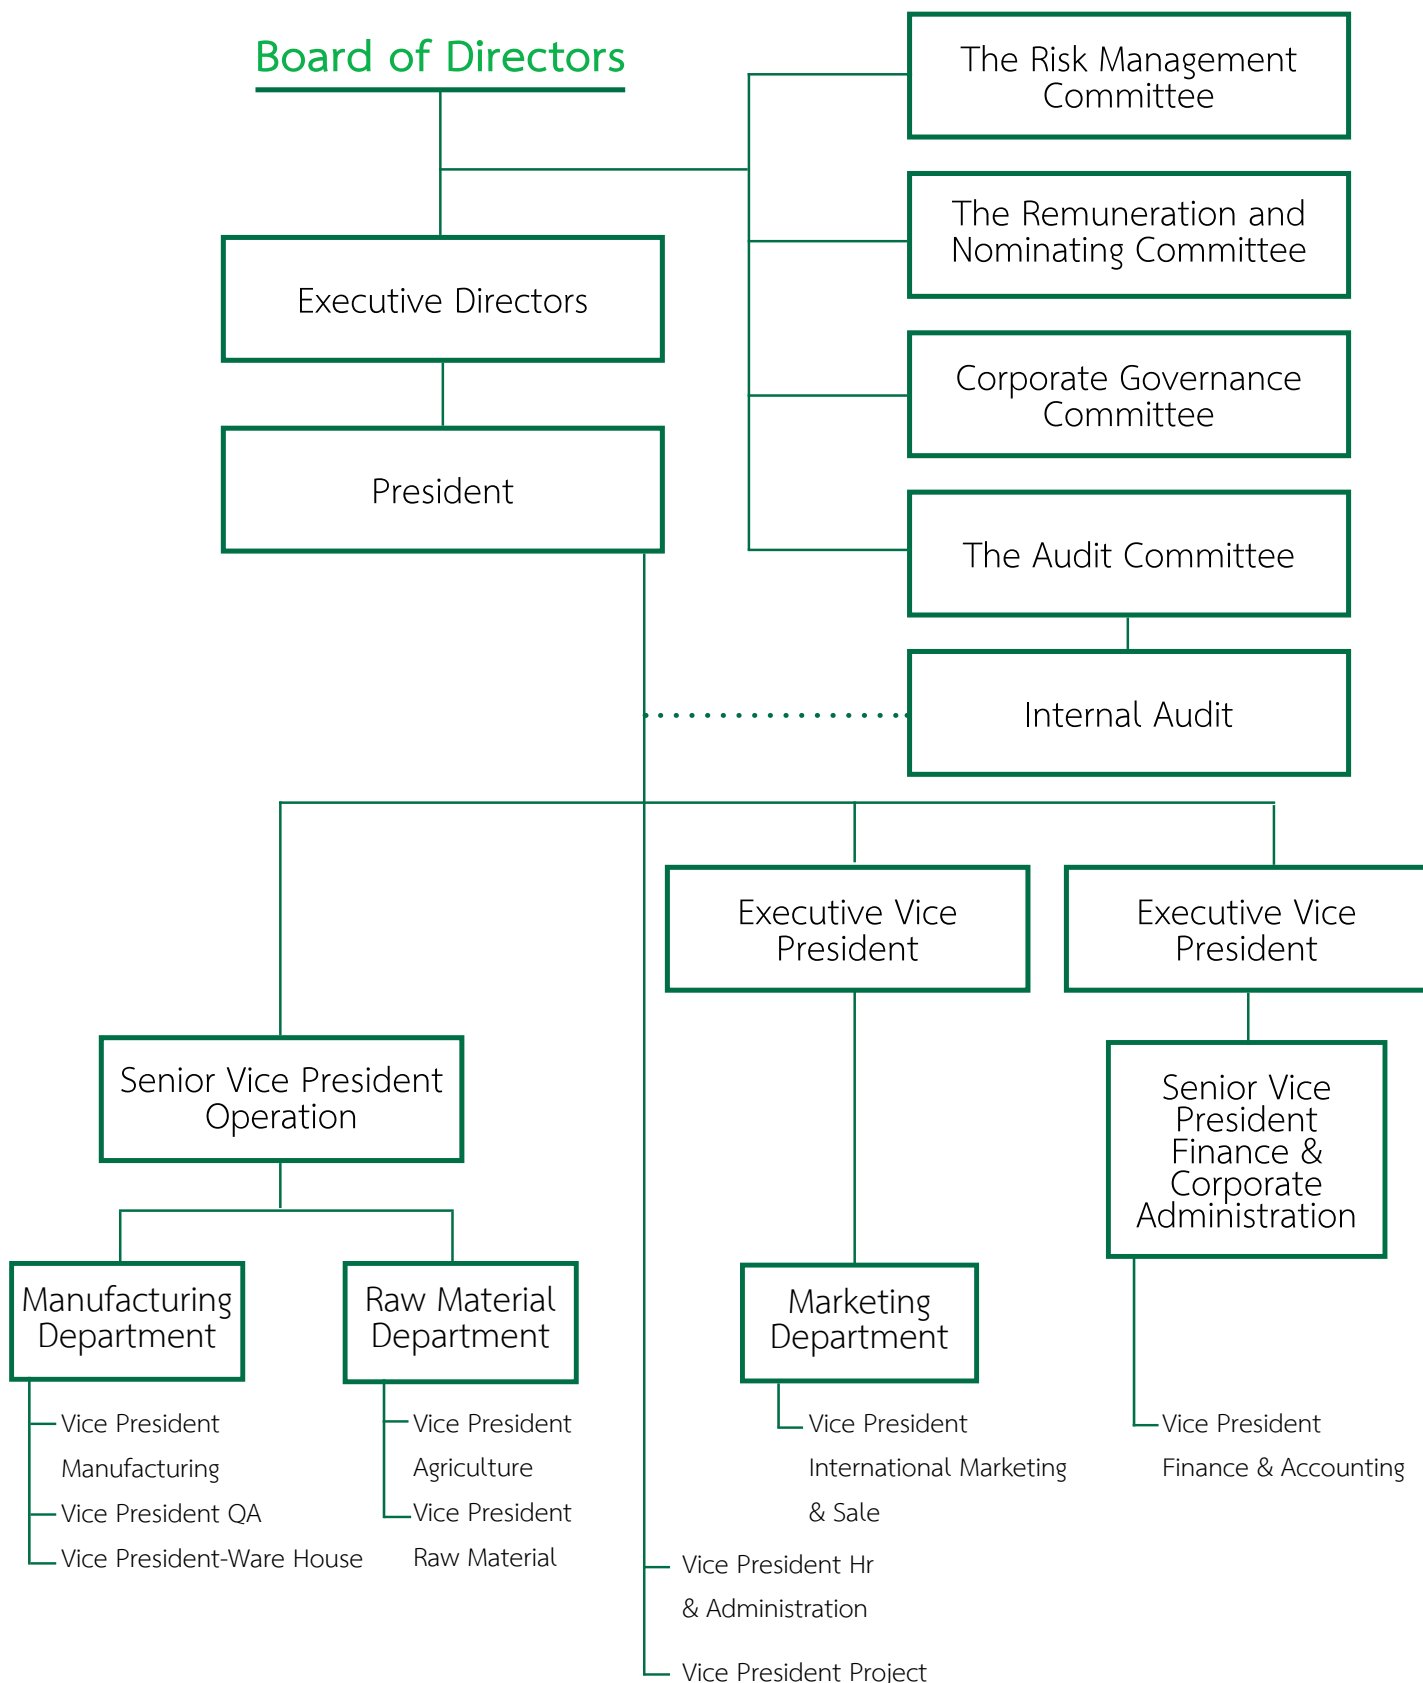 Board of Directors
The Risk Management
Committee
The Remuneration and
Nominating Committee
Executive Directors
Corporate Governance
Committee
President
The Audit Committee
Internal Audit
Executive Vice
President
Executive Vice
President
Senior Vice President
Operation
Senior Vice
President
Finance &
Corporate
Administration
Manufacturing
Department
Raw Material
Department
Marketing
Department
Vice President
Manufacturing
Vice President QA
Vice President-Ware House
Vice President
Agriculture
Vice President
Raw Material
Vice President
International Marketing
& Sale
Vice President
Finance & Accounting
Vice President Hr
& Administration
Vice President Project